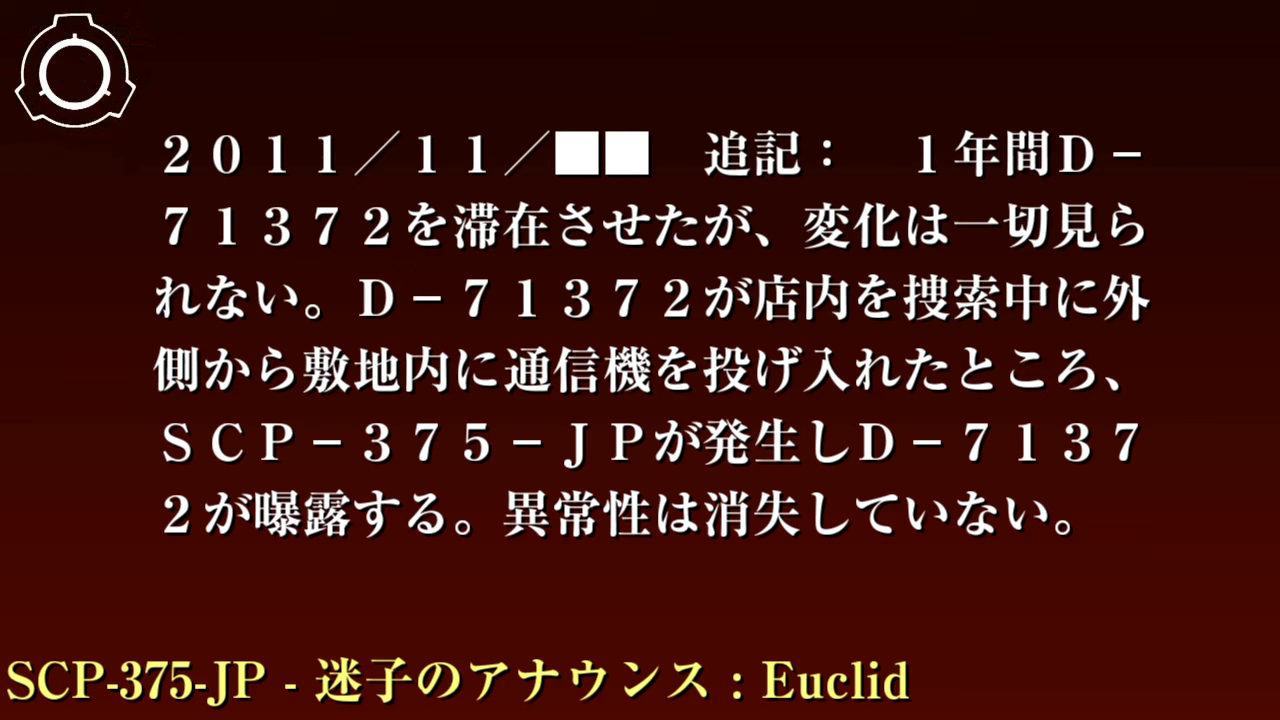 ２０１１／１１／■■　追記：　１年間Ｄ－
７１３７２を滞在させたが、変化は一切見ら
れない。Ｄ－７１３７２が店内を捜索中に外
側から敷地内に通信機を投げ入れたところ、
ＳＣＰ－３７５－ＪＰが発生しＤ－７１３７
２が曝露する。異常性は消失していない。
SCP-375-JP - 迷子のアナウンス : Euclid